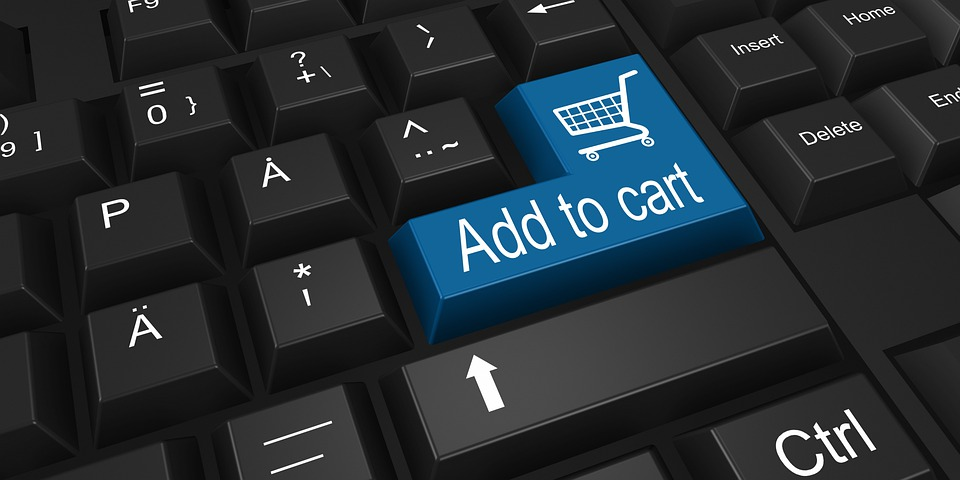 F9
Insert
Home
=
0 }
?
+ \
`
)
9 ]
Delete
End
P
Å
^
¨ ~
Add to cart
Ä
*
'
Ctrl